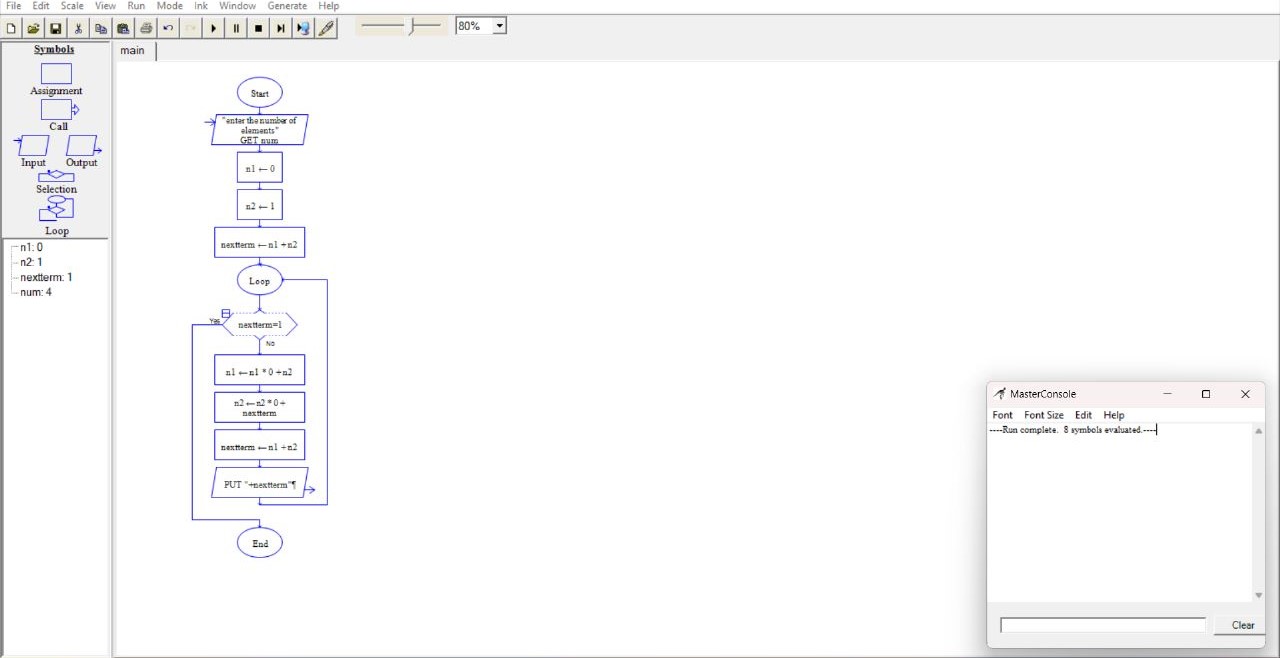 File Edit Scale View Run Mode Ink Window Generate Help
80%
Symbols
Assignment
Call
Input Output
Selection
Loop
n1: 0
n2: 1
nextterm: 1
num: 4
main
Start
"enter the number of
elements"
GET num
n1 ← 0
n2 ← 1
nextterm ← n1 + n2
Loop
Yes
nextterm=1
No
n1 ← n1 * 0 + n2
n2 ← n2 * 0 +
nextterm
nextterm ← n1 + n2
PUT "+nextterm"¶
End
MasterConsole
Font Font Size Edit Help
----Run complete. 8 symbols evaluated.----
Clear